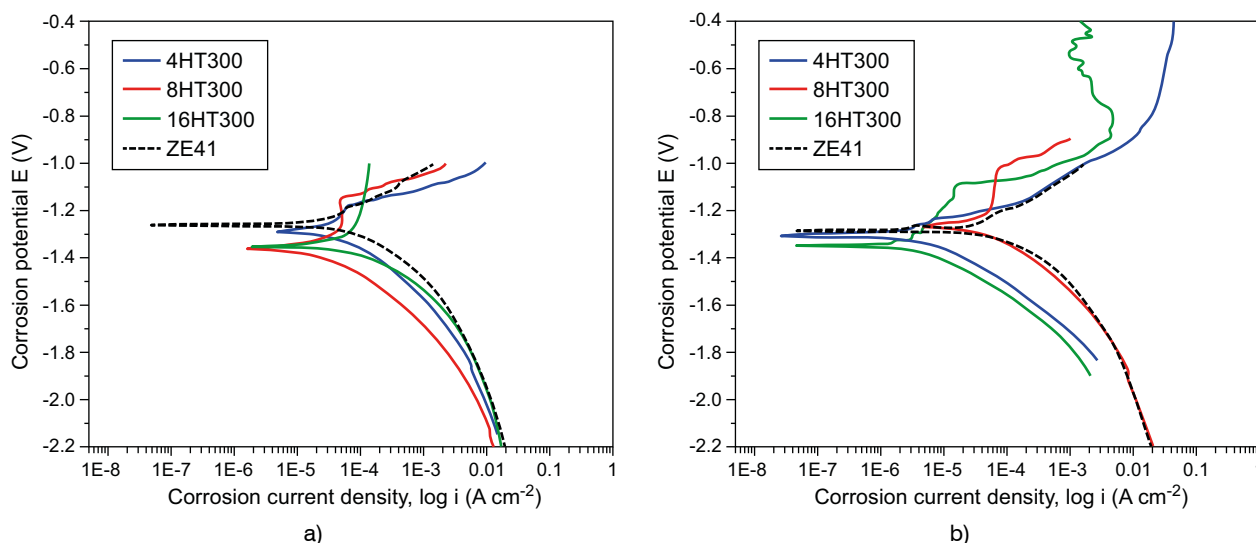 -0.4
-0.6
-0.8
-1.0
-1.2
-1.4
-1.6
-1.8
-2.0
-2.2
Corrosion potential E (V)
4HT300
8HT300
16HT300
ZE41
1E-8 1E-7 1E-6 1E-5 1E-4 1E-3 0.01 0.1 1
Corrosion current density, log i (A cm⁻²)
a)
-0.4
-0.6
-0.8
-1.0
-1.2
-1.4
-1.6
-1.8
-2.0
-2.2
Corrosion potential E (V)
4HT300
8HT300
16HT300
ZE41
1E-8 1E-7 1E-6 1E-5 1E-4 1E-3 0.01 0.1
Corrosion current density, log i (A cm⁻²)
b)